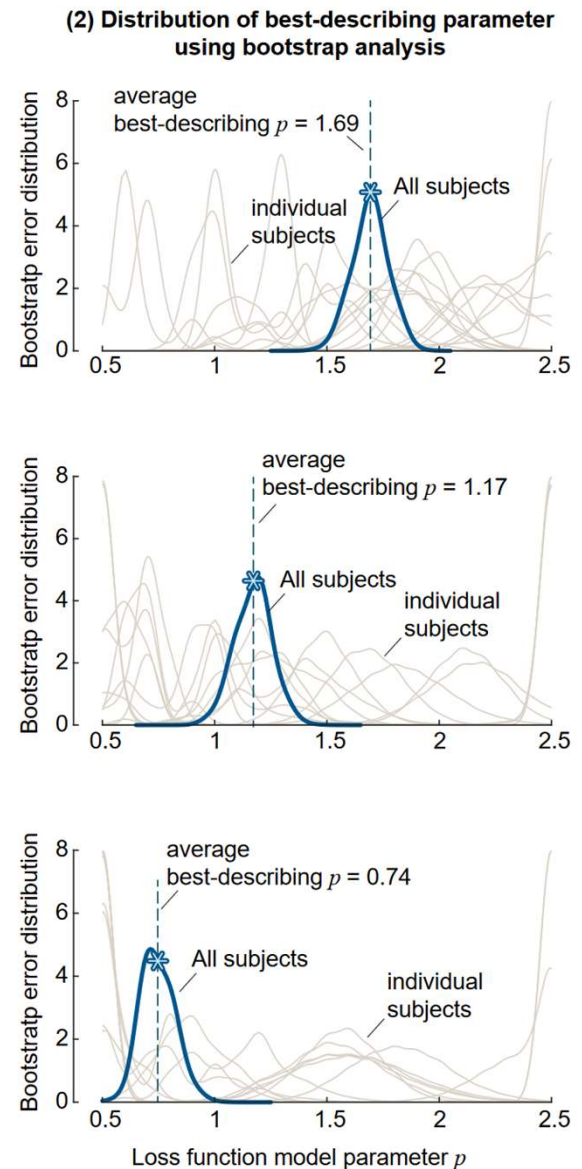 (2) Distribution of best-describing parameter
using bootstrap analysis
Bootstratp error distribution
8
6
4
2
0
average
best-describing p = 1.69
individual
subjects
All subjects
0.5 1 1.5 2 2.5
Bootstratp error distribution
8
6
4
2
0
average
best-describing p = 1.17
All subjects
individual
subjects
0.5 1 1.5 2 2.5
Bootstratp error distribution
8
6
4
2
0
average
best-describing p = 0.74
All subjects
individual
subjects
0.5 1 1.5 2 2.5
Loss function model parameter p